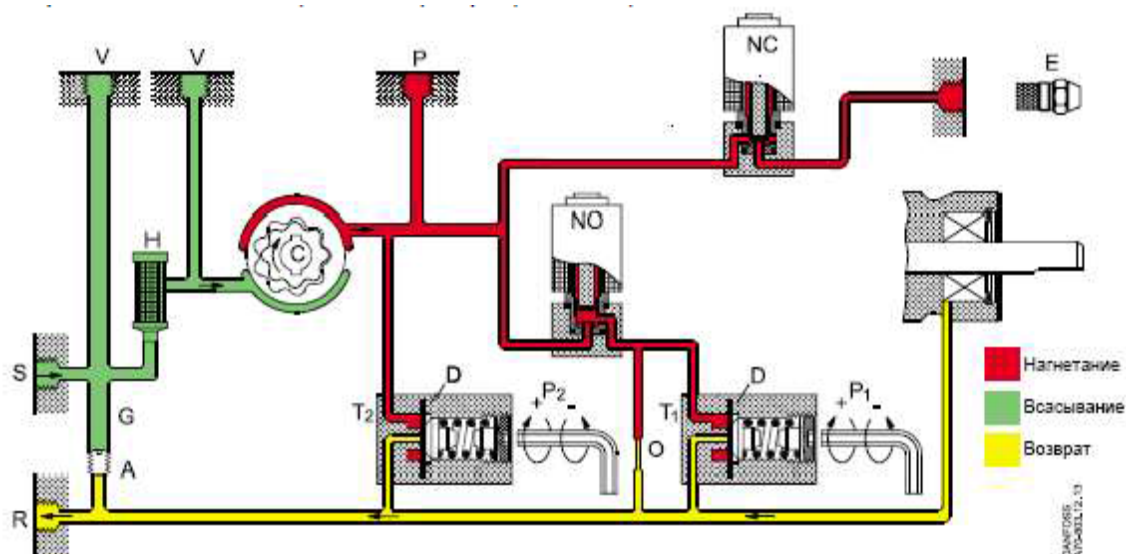 V V P NC E
H NO
C
S
D P₂ D P₁
T₂ + - T₁ + -
G
O
A
R
Нагнетание
Всасывание
Возврат
DANFOSS